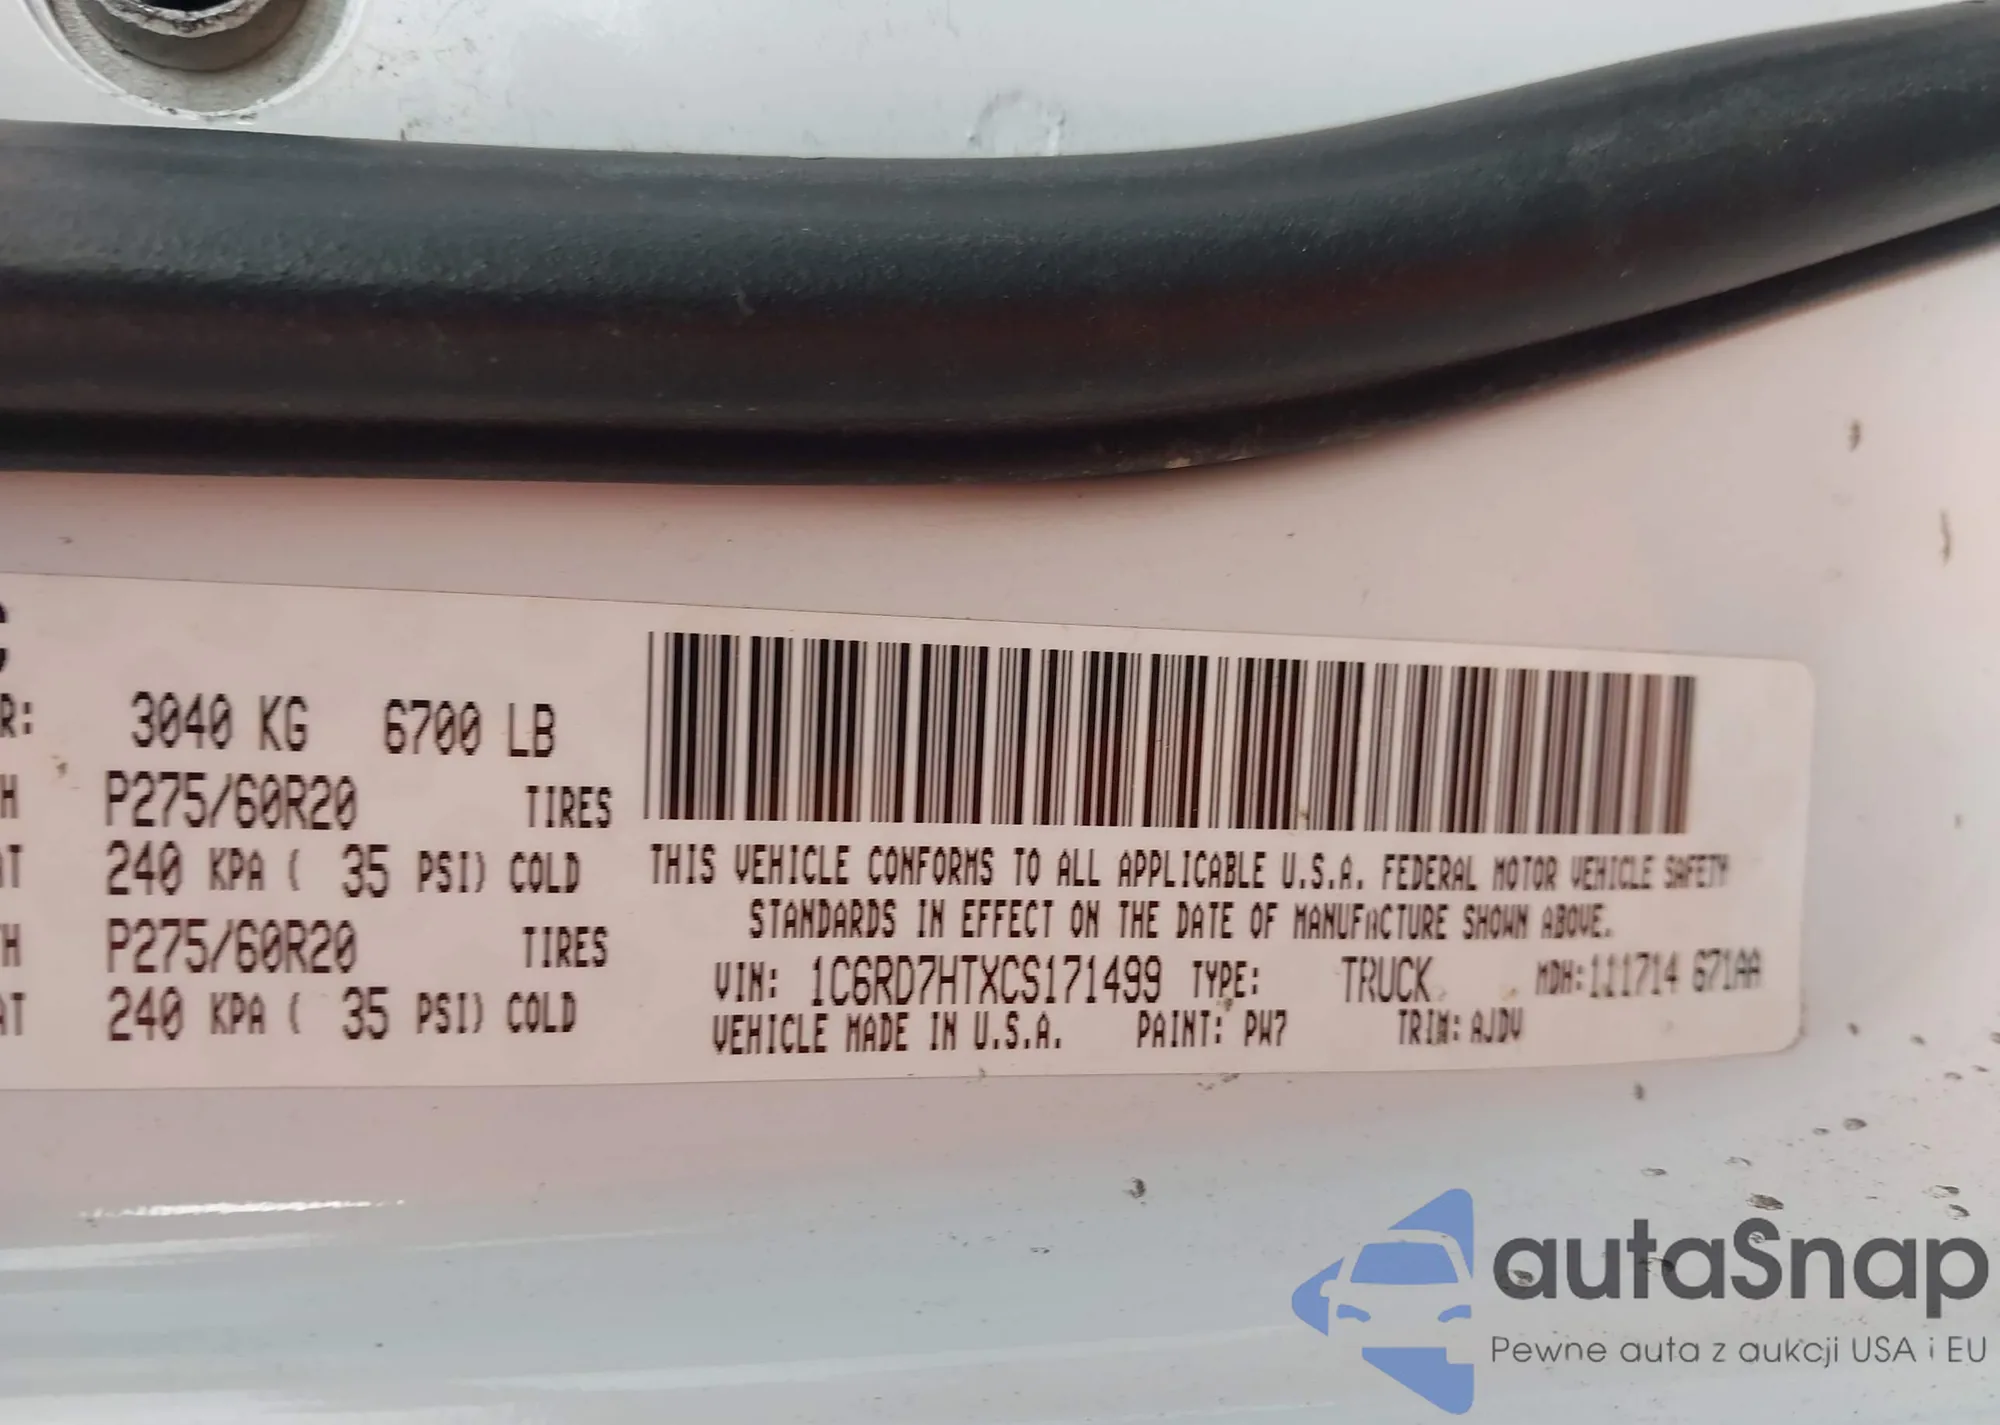 R: 3040 KG 6700 LB
H P275/60R20 TIRES
AT 240 KPA ( 35 PSI) COLD
H P275/60R20 TIRES
AT 240 KPA ( 35 PSI) COLD
THIS VEHICLE CONFORMS TO ALL APPLICABLE U.S.A. FEDERAL MOTOR VEHICLE SAFETY
STANDARDS IN EFFECT ON THE DATE OF MANUFACTURE SHOWN ABOVE.
VIN: 1C6RD7HTXCS171499 TYPE: TRUCK MDH:111714 671AA
VEHICLE MADE IN U.S.A. PAINT: PW7 TRIM: AJDV
autaSnap
Pewne auta z aukcji USA i EU